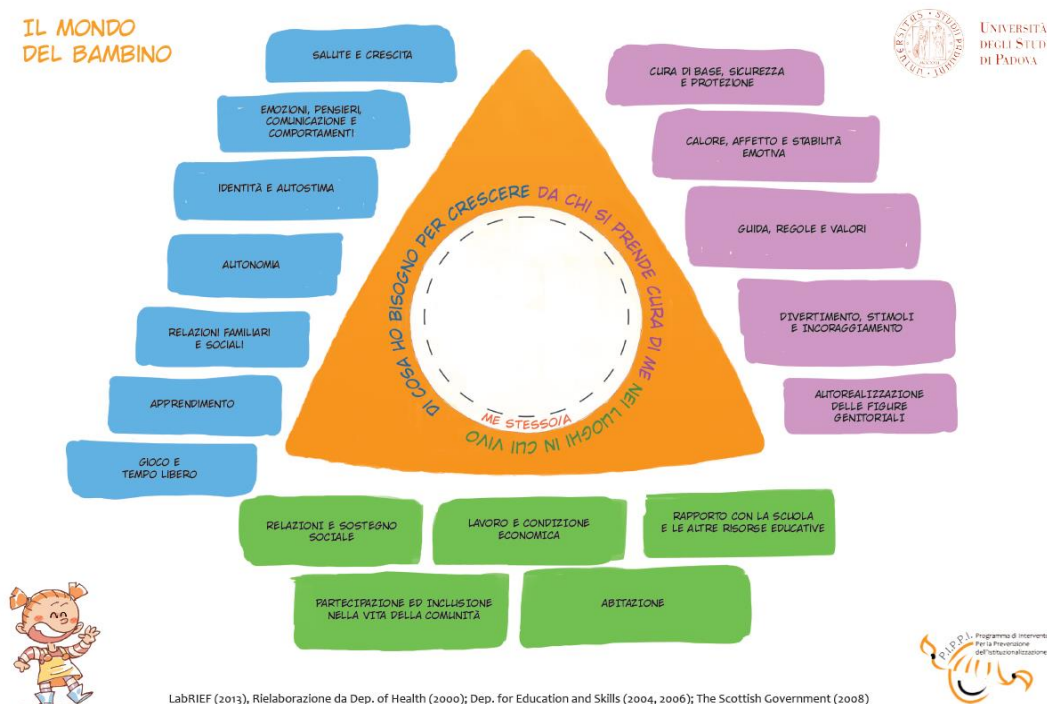 IL MONDO
DEL BAMBINO
SALUTE E CRESCITA
EMOZIONI, PENSIERI,
COMUNICAZIONE E
COMPORTAMENTI
IDENTITÀ E AUTOSTIMA
AUTONOMIA
RELAZIONI FAMILIARI
E SOCIALI
APPRENDIMENTO
GIOCO E
TEMPO LIBERO
DI COSA HO BISOGNO PER CRESCERE
DA CHI SI PRENDE CURA DI ME
NEI LUOGHI IN CUI VIVO
ME STESSO/A
UNIVERSITÀ
DEGLI STUDI
DI PADOVA
CURA DI BASE, SICUREZZA
E PROTEZIONE
CALORE, AFFETTO E STABILITÀ
EMOTIVA
GUIDA, REGOLE E VALORI
DIVERTIMENTO, STIMOLI
E INCORAGGIAMENTO
AUTOREALIZZAZIONE
DELLE FIGURE
GENITORIALI
RELAZIONI E SOSTEGNO
SOCIALE
LAVORO E CONDIZIONE
ECONOMICA
RAPPORTO CON LA SCUOLA
E LE ALTRE RISORSE EDUCATIVE
PARTECIPAZIONE ED INCLUSIONE
NELLA VITA DELLA COMUNITÀ
ABITAZIONE
P.I.P.P.I.
Programma di Intervento
Per la Prevenzione
dell'Istituzionalizzazione
LabRIEF (2013), Rielaborazione da Dep. of Health (2000); Dep. for Education and Skills (2004, 2006); The Scottish Government (2008)